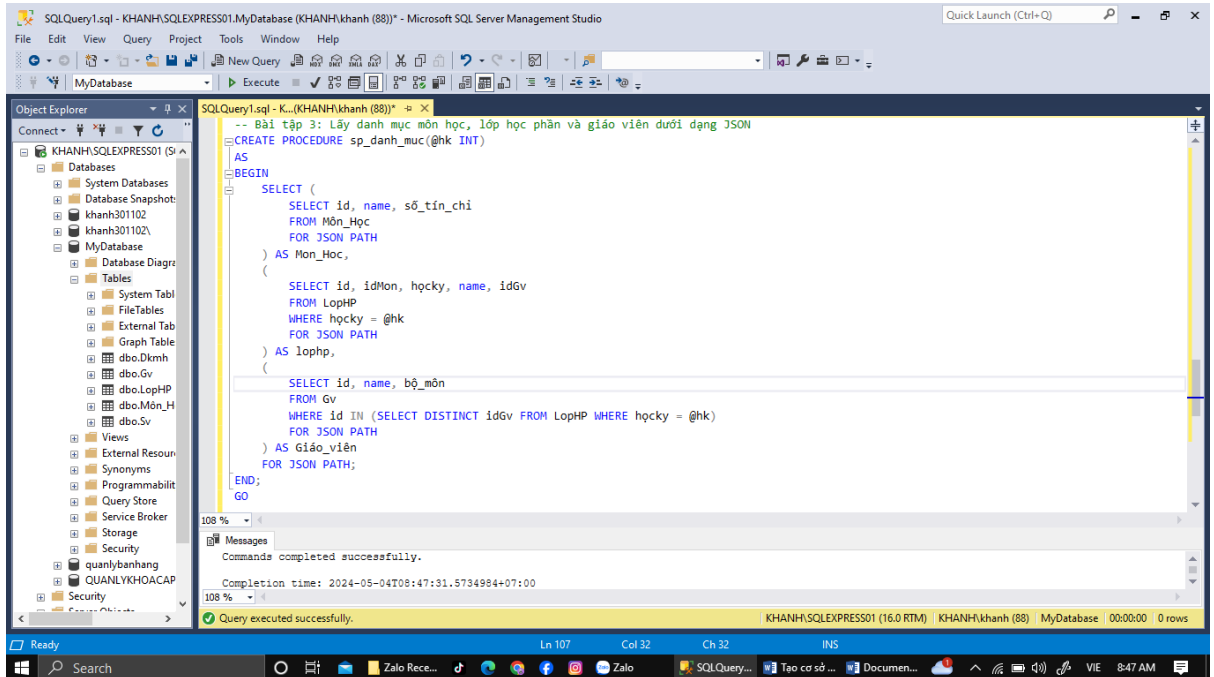 SQLQuery1.sql - KHANH\SQLEXPRESS01.MyDatabase (KHANH\khanh (88))* - Microsoft SQL Server Management Studio
Quick Launch (Ctrl+Q)
File Edit View Query Project Tools Window Help
New Query
MyDatabase
Execute
Object Explorer
Connect
KHANH\SQLEXPRESS01 (S
Databases
System Databases
Database Snapshot
khanh301102
khanh301102\
MyDatabase
Database Diagra
Tables
System Tabl
FileTables
External Tab
Graph Table
dbo.Dkmh
dbo.Gv
dbo.LopHP
dbo.Môn_H
dbo.Sv
Views
External Resour
Synonyms
Programmabilit
Query Store
Service Broker
Storage
Security
quanlybanhang
QUANLYKHOACAP
Security
SQLQuery1.sql - K...(KHANH\khanh (88))*
-- Bài tập 3: Lấy danh mục môn học, lớp học phần và giáo viên dưới dạng JSON
CREATE PROCEDURE sp_danh_muc(@hk INT)
AS
BEGIN
SELECT (
SELECT id, name, số_tín_chỉ
FROM Môn_Học
FOR JSON PATH
) AS Mon_Hoc,
(
SELECT id, idMon, họcky, name, idGv
FROM LopHP
WHERE họcky = @hk
FOR JSON PATH
) AS lophp,
(
SELECT id, name, bộ_môn
FROM Gv
WHERE id IN (SELECT DISTINCT idGv FROM LopHP WHERE họcky = @hk)
FOR JSON PATH
) AS Giáo_viên
FOR JSON PATH;
END;
GO
108 %
Messages
Commands completed successfully.
Completion time: 2024-05-04T08:47:31.5734984+07:00
108 %
Query executed successfully.
KHANH\SQLEXPRESS01 (16.0 RTM) KHANH\khanh (88) MyDatabase 00:00:00 0 rows
Ready Ln 107 Col 32 Ch 32 INS
Search Zalo Rece... Zalo SQLQuery... Tạo cơ sở ... Documen... VIE 8:47 AM